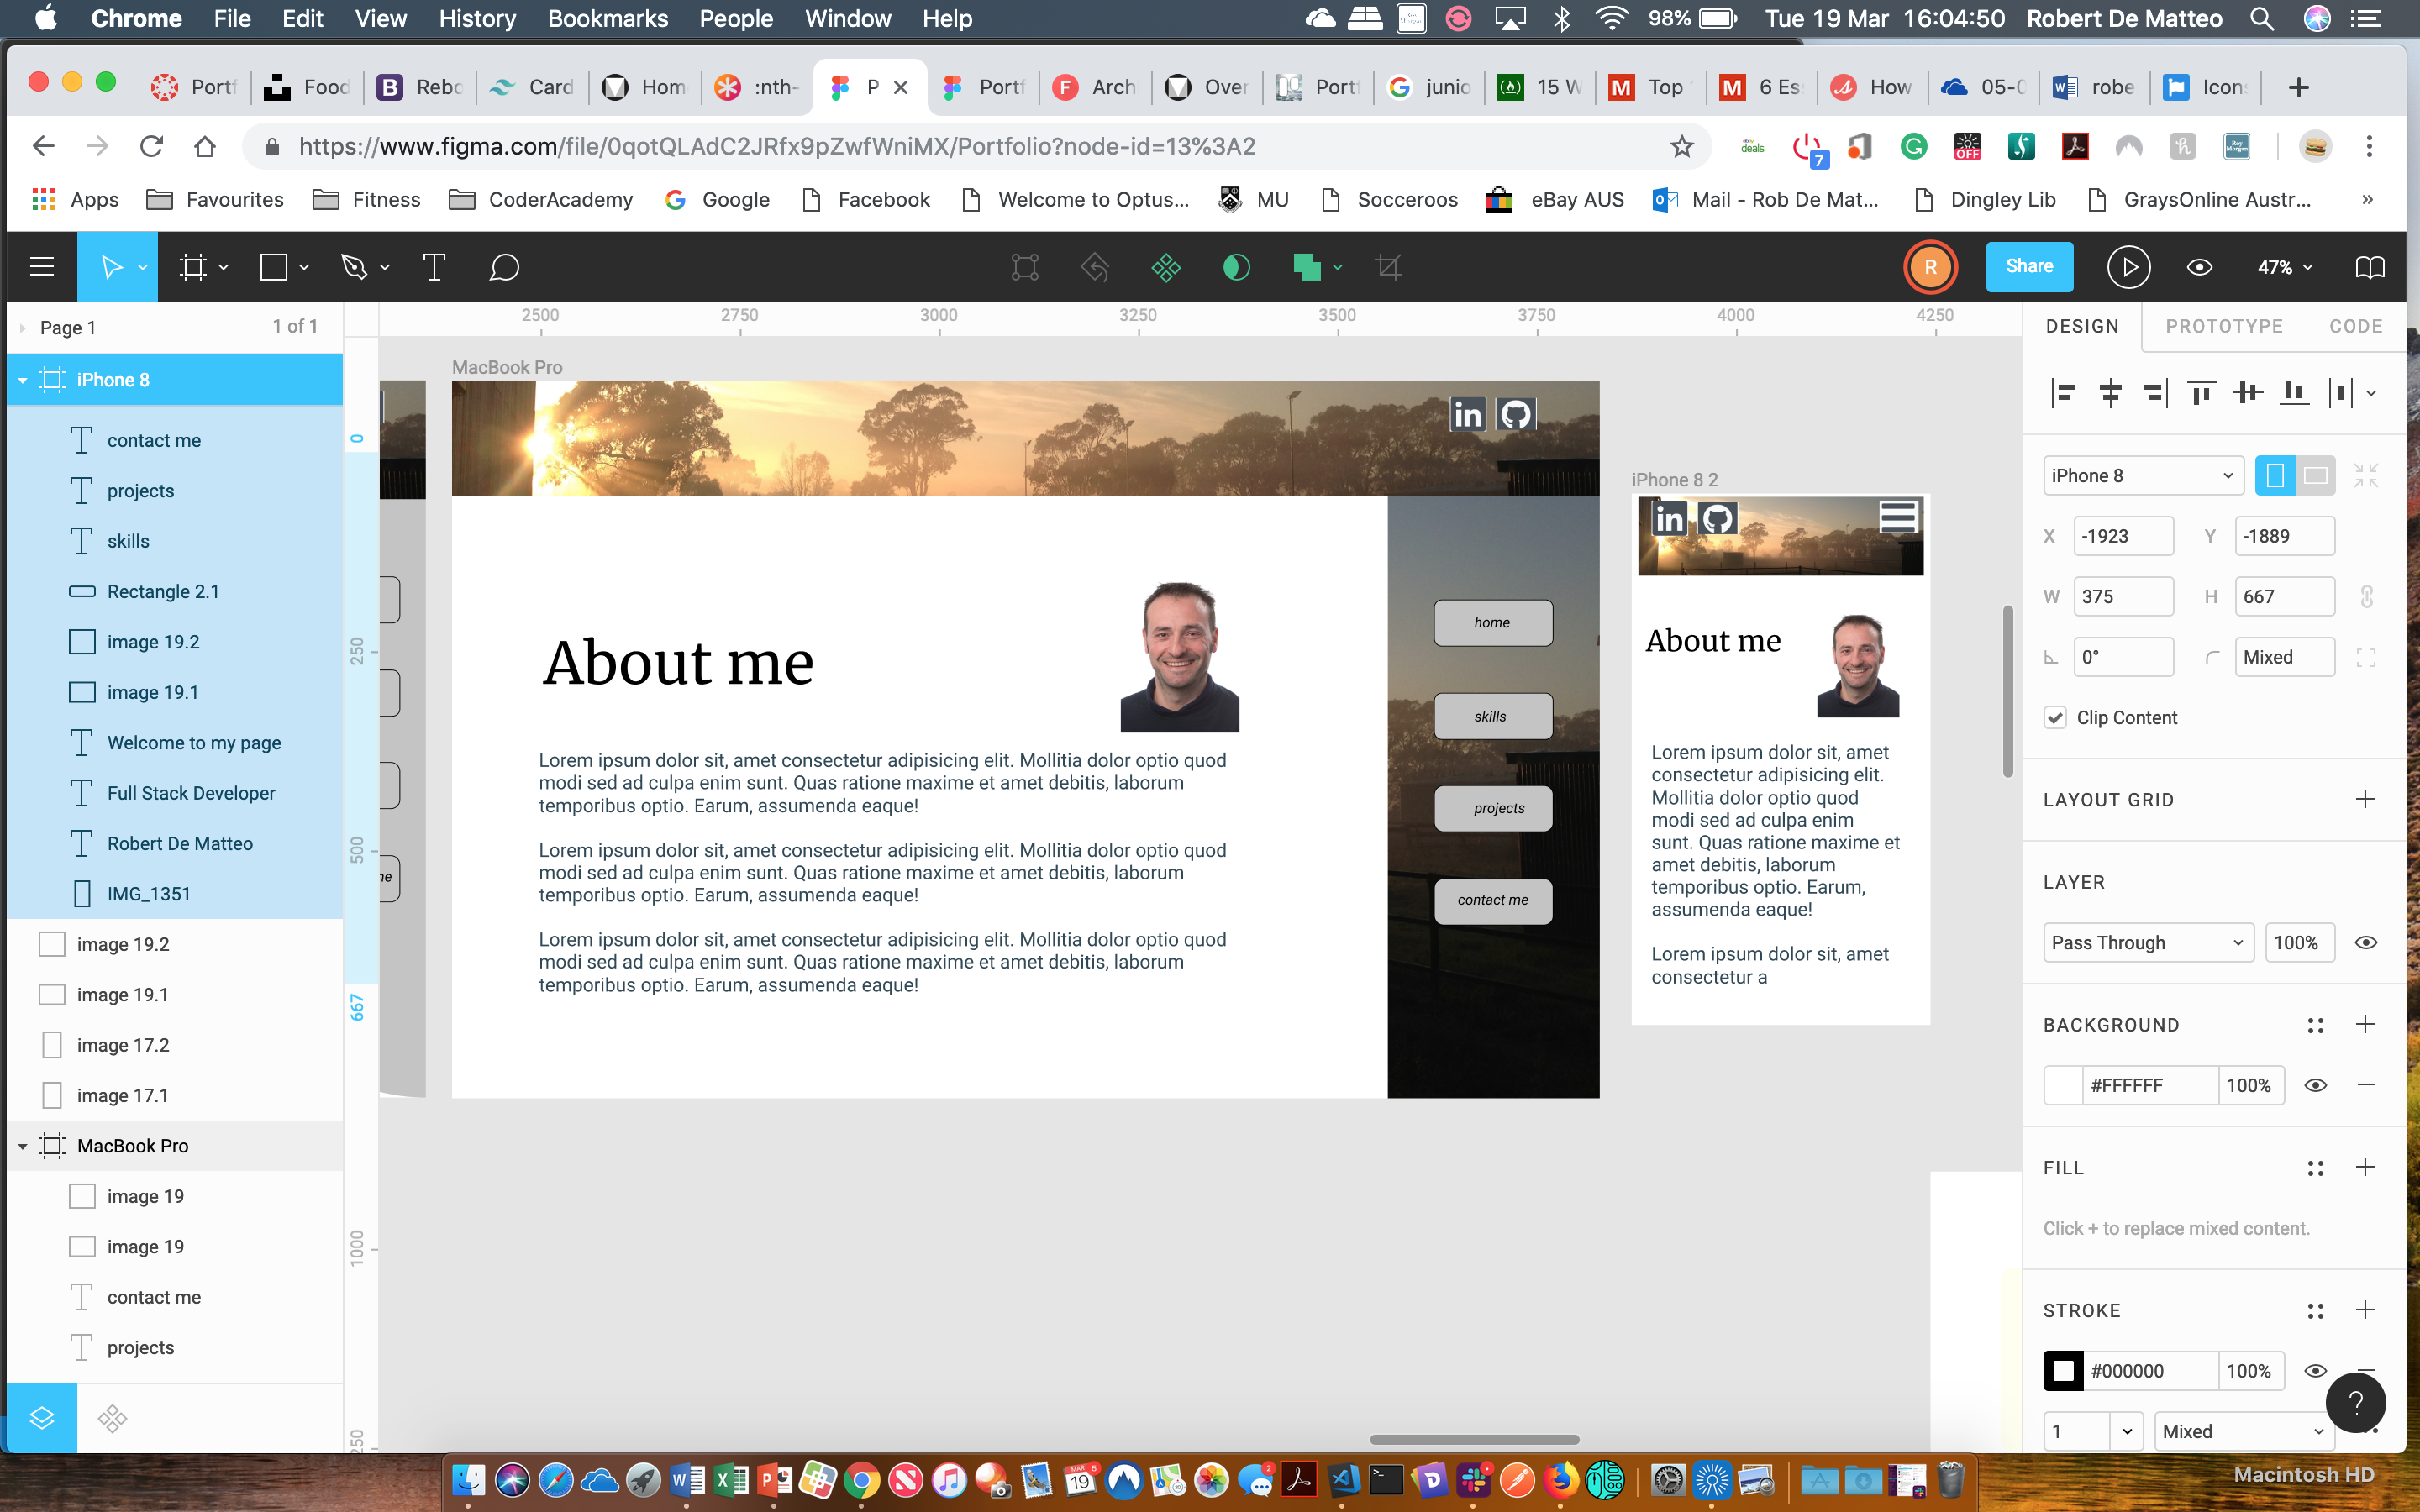 Chrome File Edit View History Bookmarks People Window Help 98% Tue 19 Mar 16:04:50 Robert De Matteo
Portf Food Rebo Card Hom :nth- P Portf Arch Over Portf junio 15 W Top 6 Es How 05-0 robe Icon
https://www.figma.com/file/0qotQLAdC2JRfx9pZwfWniMX/Portfolio?node-id=13%3A2
deals 7 OFF
Apps Favourites Fitness CoderAcademy Google Facebook Welcome to Optus... MU Socceroos eBay AUS Mail - Rob De Mat... Dingley Lib GraysOnline Austr... »
R Share 47%
Page 1 1 of 1
2500 2750 3000 3250 3500 3750 4000 4250
DESIGN PROTOTYPE CODE
iPhone 8
contact me
projects
skills
Rectangle 2.1
image 19.2
image 19.1
Welcome to my page
Full Stack Developer
Robert De Matteo
IMG_1351
image 19.2
image 19.1
image 17.2
image 17.1
MacBook Pro
image 19
image 19
contact me
projects
0
250
500
667
1000
250
MacBook Pro
in
About me
Lorem ipsum dolor sit, amet consectetur adipisicing elit. Mollitia dolor optio quod
modi sed ad culpa enim sunt. Quas ratione maxime et amet debitis, laborum
temporibus optio. Earum, assumenda eaque!
Lorem ipsum dolor sit, amet consectetur adipisicing elit. Mollitia dolor optio quod
modi sed ad culpa enim sunt. Quas ratione maxime et amet debitis, laborum
temporibus optio. Earum, assumenda eaque!
Lorem ipsum dolor sit, amet consectetur adipisicing elit. Mollitia dolor optio quod
modi sed ad culpa enim sunt. Quas ratione maxime et amet debitis, laborum
temporibus optio. Earum, assumenda eaque!
ne
home
skills
projects
contact me
iPhone 8 2
in
About me
Lorem ipsum dolor sit, amet
consectetur adipisicing elit.
Mollitia dolor optio quod
modi sed ad culpa enim
sunt. Quas ratione maxime et
amet debitis, laborum
temporibus optio. Earum,
assumenda eaque!
Lorem ipsum dolor sit, amet
consectetur a
iPhone 8
X -1923 Y -1889
W 375 H 667
0° Mixed
Clip Content
LAYOUT GRID
LAYER
Pass Through 100%
BACKGROUND
#FFFFFF 100%
FILL
Click + to replace mixed content.
STROKE
#000000 100%
1 Mixed
?
Macintosh HD